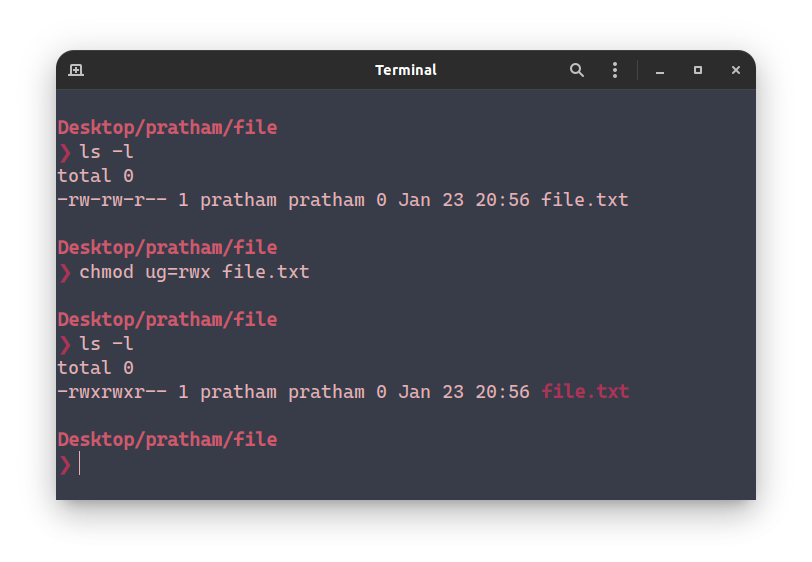 Terminal
Desktop/pratham/file
❯ ls -l
total 0
-rw-rw-r-- 1 pratham pratham 0 Jan 23 20:56 file.txt
Desktop/pratham/file
❯ chmod ug=rwx file.txt
Desktop/pratham/file
❯ ls -l
total 0
-rwxrwxr-- 1 pratham pratham 0 Jan 23 20:56 file.txt
Desktop/pratham/file
❯